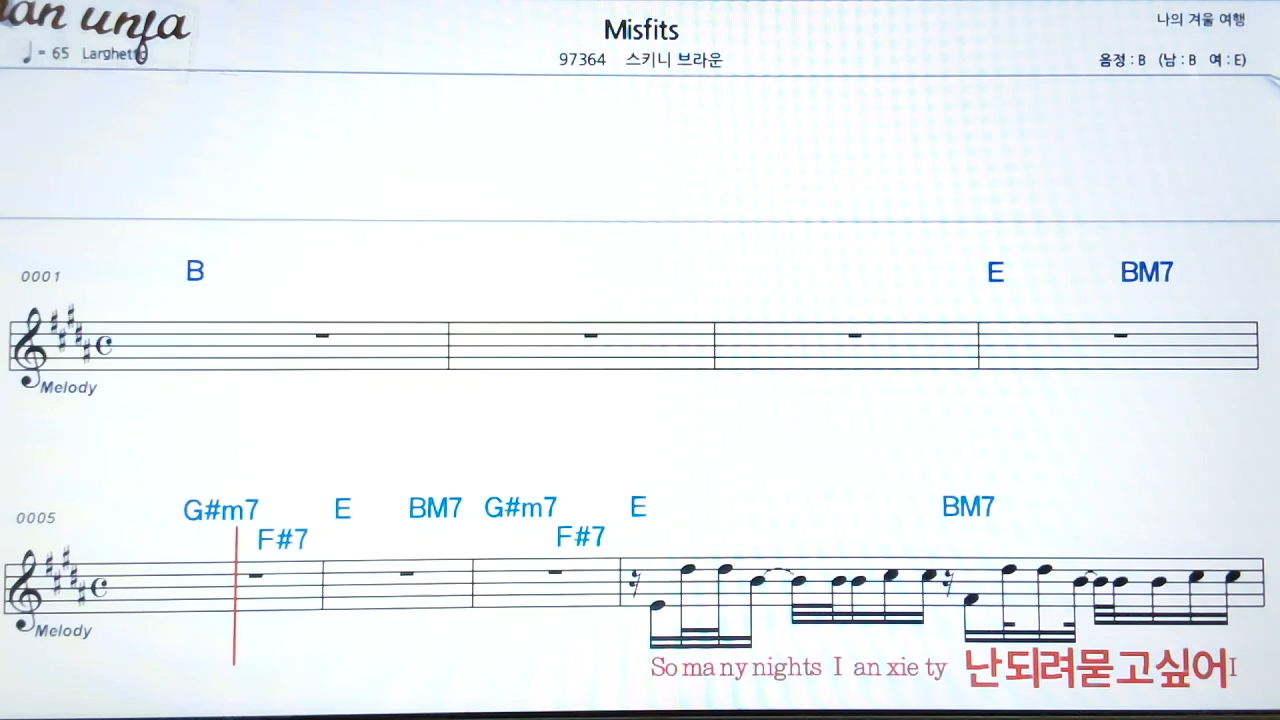 an unfa
Misfits
나의 겨울 여행
♩= 65 Larghetto
97364 스키니 브라운
음정 : B (남 : B 여 : E)
0001 B E BM7
Melody
0005 G#m7 F#7 E BM7 G#m7 F#7 E BM7
Melody
So ma ny nights I an xie ty 난되려묻고싶어 I